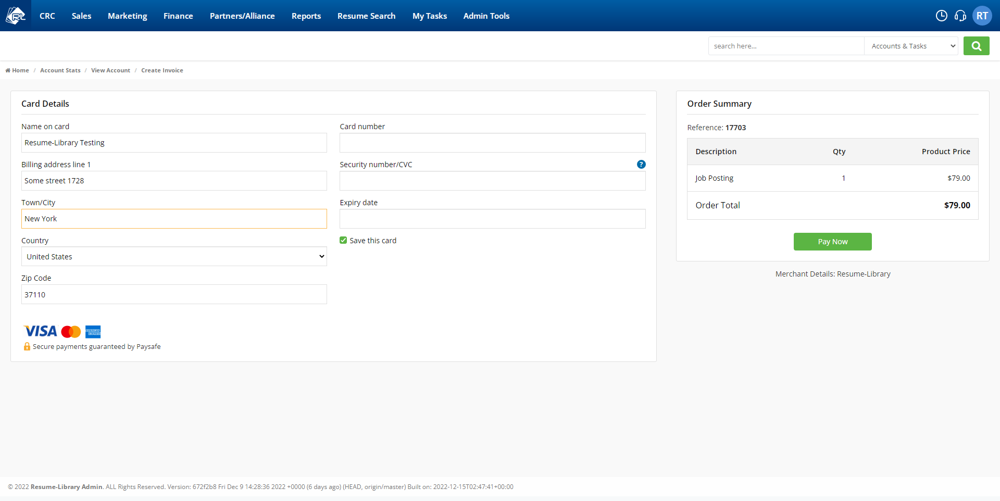 RL CRC Sales Marketing Finance Partners/Alliance Reports Resume Search My Tasks Admin Tools RT
search here... Accounts & Tasks
Home / Account Stats / View Account / Create Invoice
Card Details
Name on card
Resume-Library Testing
Billing address line 1
Some street 1728
Town/City
New York
Country
United States
Zip Code
37110
Card number
Security number/CVC ?
Expiry date
Save this card
VISA AMERICAN EXPRESS
Secure payments guaranteed by Paysafe
Order Summary
Reference: 17703
Description Qty Product Price
Job Posting 1 $79.00
Order Total $79.00
Pay Now
Merchant Details: Resume-Library
© 2022 Resume-Library Admin. ALL Rights Reserved. Version: 672f2b8 Fri Dec 9 14:28:36 2022 +0000 (6 days ago) (HEAD, origin/master) Built on: 2022-12-15T02:47:41+00:00